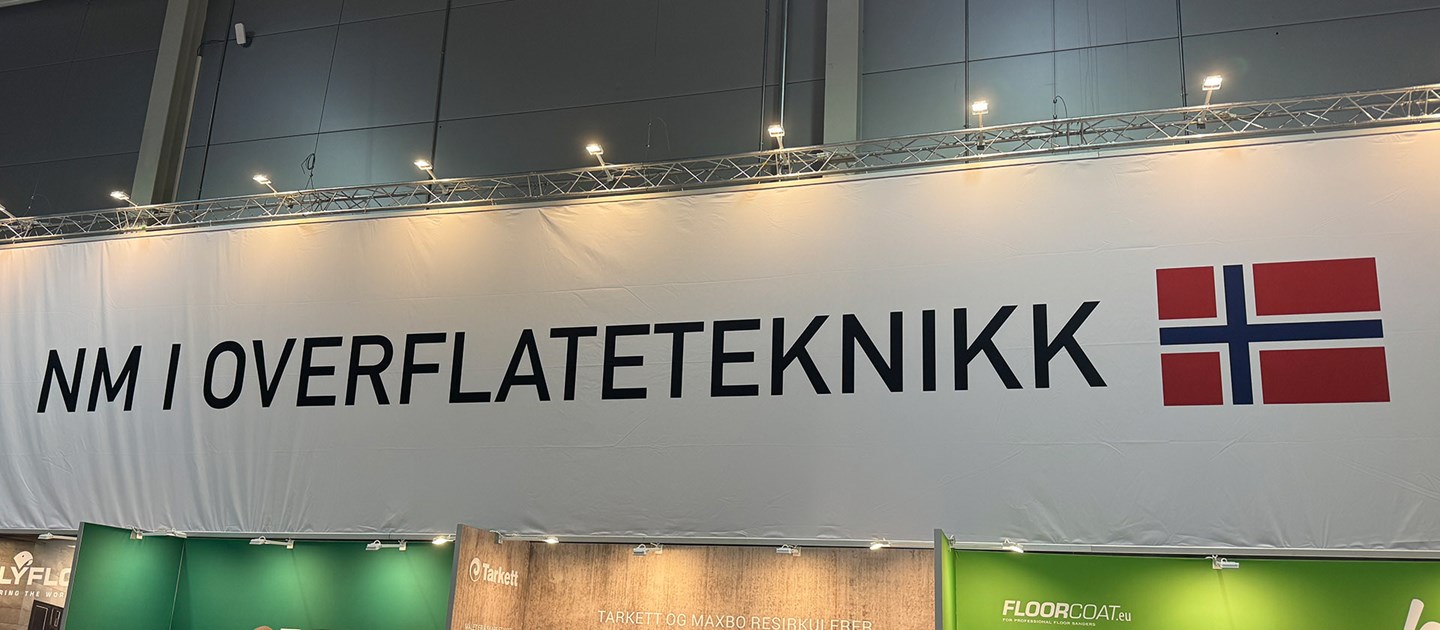 NM I OVERFLATETEKNIKK
Tarkett
TARKETT OG MAXBO RESIRKULERER
FLOORCOAT.eu
FOR PROFESSIONAL FLOOR SANDERS